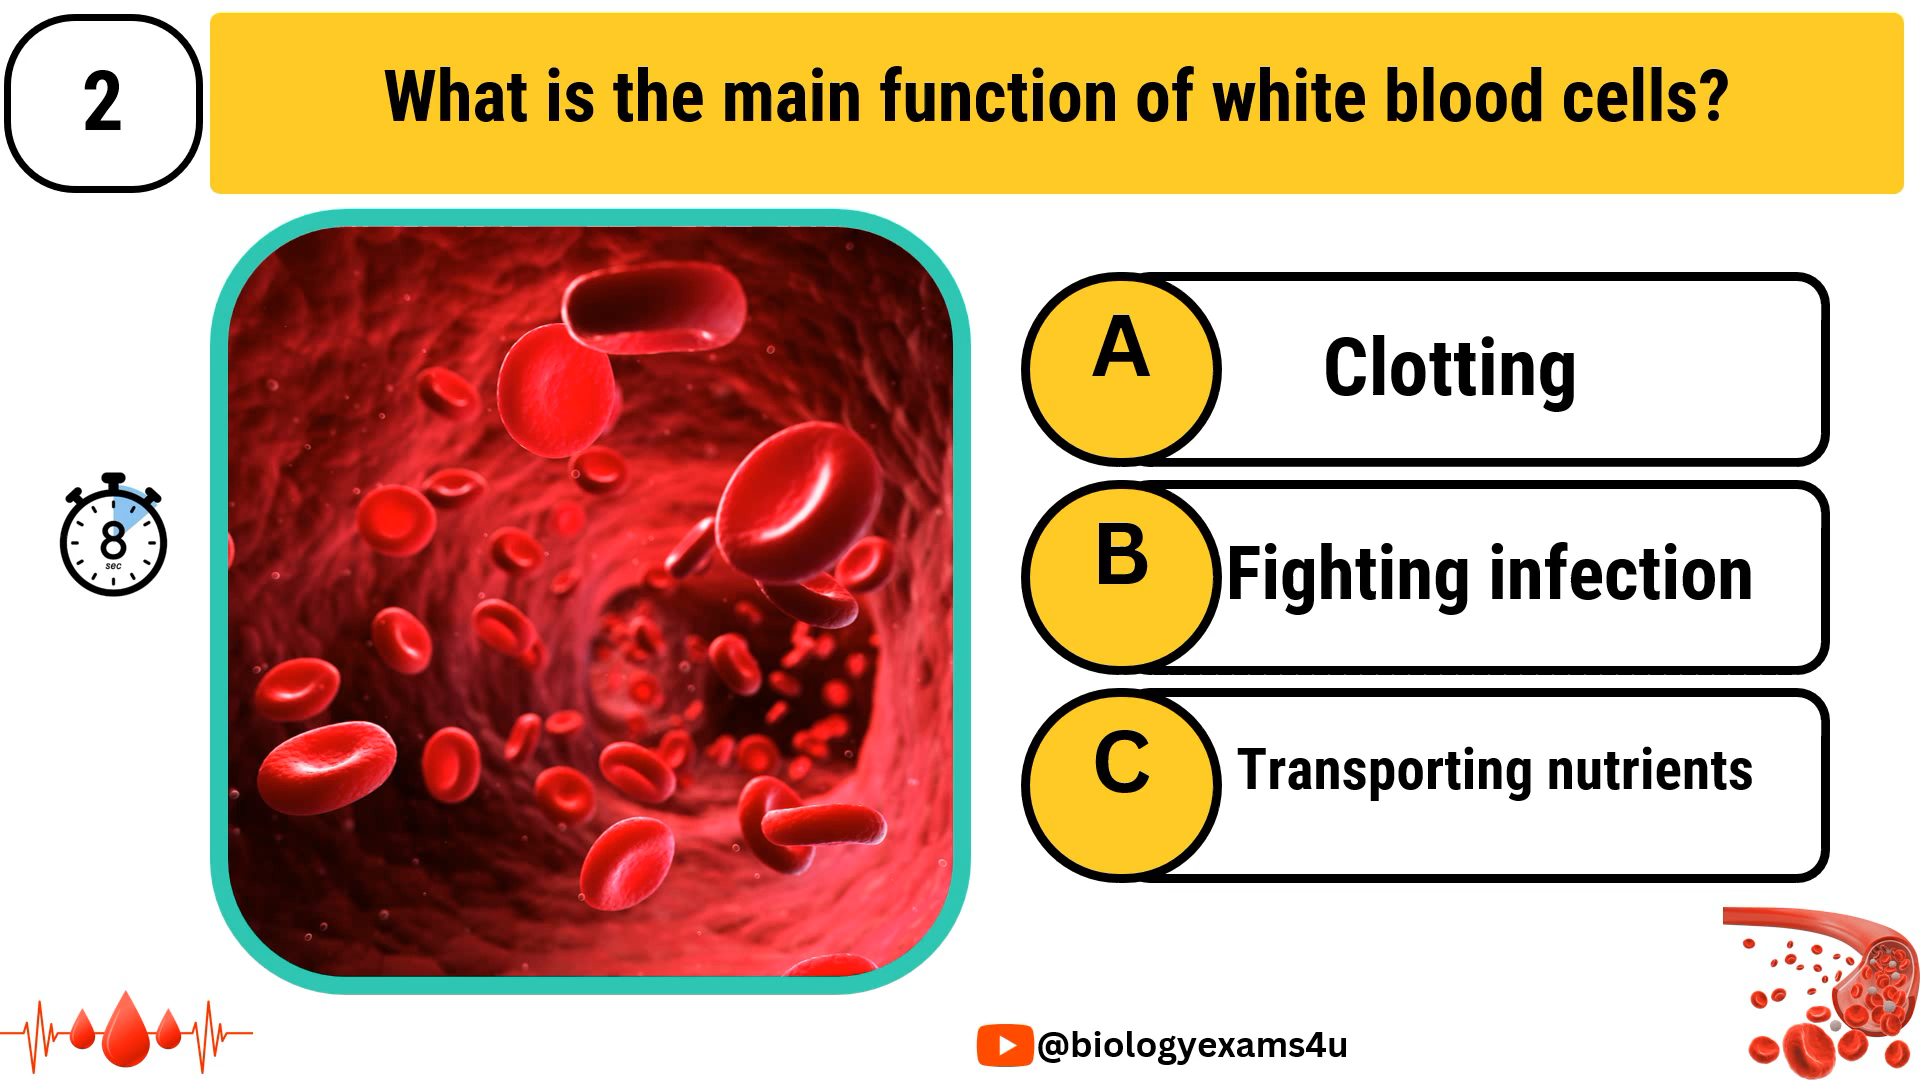 2
What is the main function of white blood cells?
A
Clotting
8
sec
B
Fighting infection
C
Transporting nutrients
@biologyexams4u